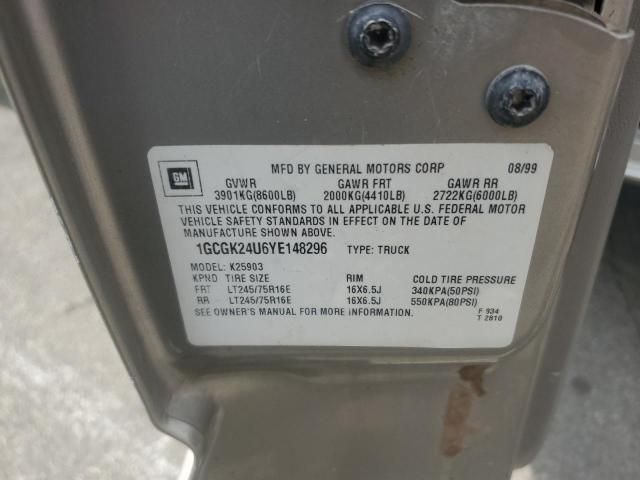 GM
MFD BY GENERAL MOTORS CORP 08/99
GVWR GAWR FRT GAWR RR
3901KG(8600LB) 2000KG(4410LB) 2722KG(6000LB)
THIS VEHICLE CONFORMS TO ALL APPLICABLE U.S. FEDERAL MOTOR
VEHICLE SAFETY STANDARDS IN EFFECT ON THE DATE OF
MANUFACTURE SHOWN ABOVE.
1GCGK24U6YE148296 TYPE: TRUCK
MODEL: K25903
KPNO TIRE SIZE RIM COLD TIRE PRESSURE
FRT LT245/75R16E 16X6.5J 340KPA(50PSI)
RR LT245/75R16E 16X6.5J 550KPA(80PSI)
SEE OWNER'S MANUAL FOR MORE INFORMATION.
F 934
T 2810